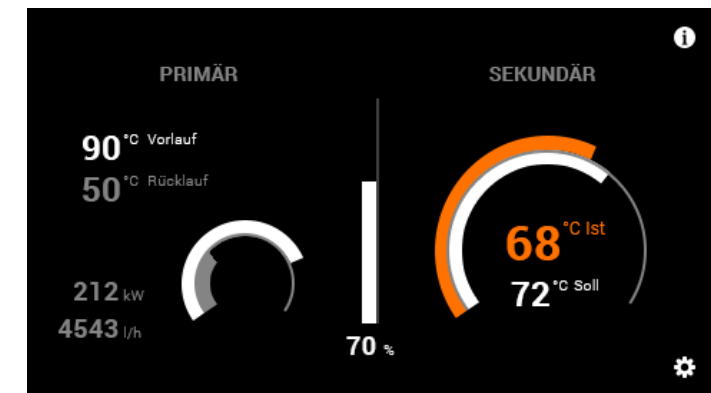 PRIMÄR
90 °C Vorlauf
50 °C Rücklauf
212 kW
4543 l/h
70 %
SEKUNDÄR
68 °C Ist
72 °C Soll